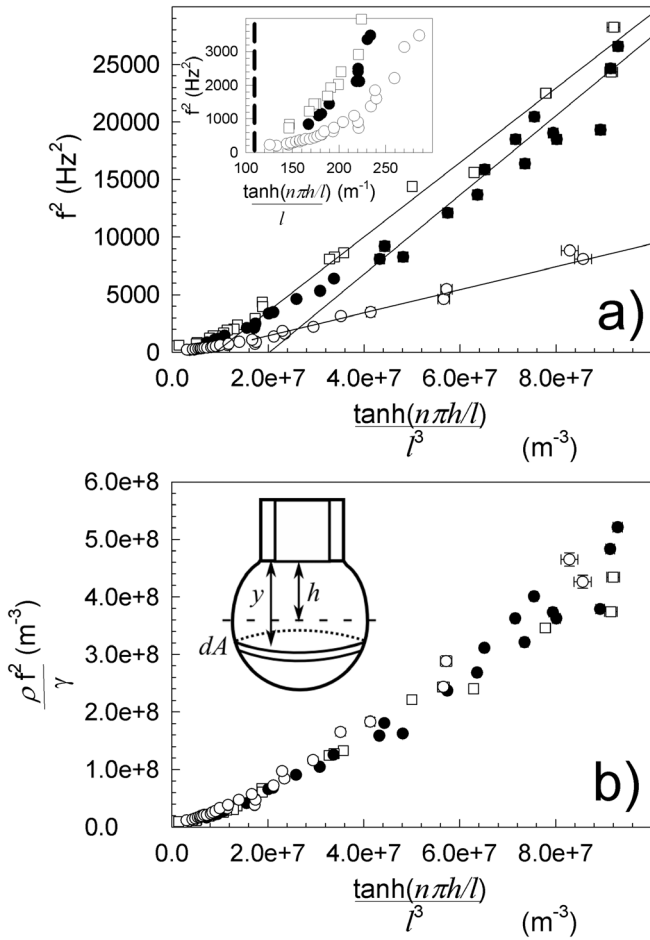 4000
3000
2000
1000
0
f² (Hz²)
100 150 200 250
tanh(nπh/l) (m⁻¹)
l
25000
20000
15000
10000
5000
0
f² (Hz²)
a)
0.0 2.0e+7 4.0e+7 6.0e+7 8.0e+7
tanh(nπh/l)
l³ (m⁻³)
6.0e+8
5.0e+8
4.0e+8
3.0e+8
2.0e+8
1.0e+8
0.0
ρ f² (m⁻³)
γ
y
h
dA
b)
0.0 2.0e+7 4.0e+7 6.0e+7 8.0e+7
tanh(nπh/l)
l³ (m⁻³)